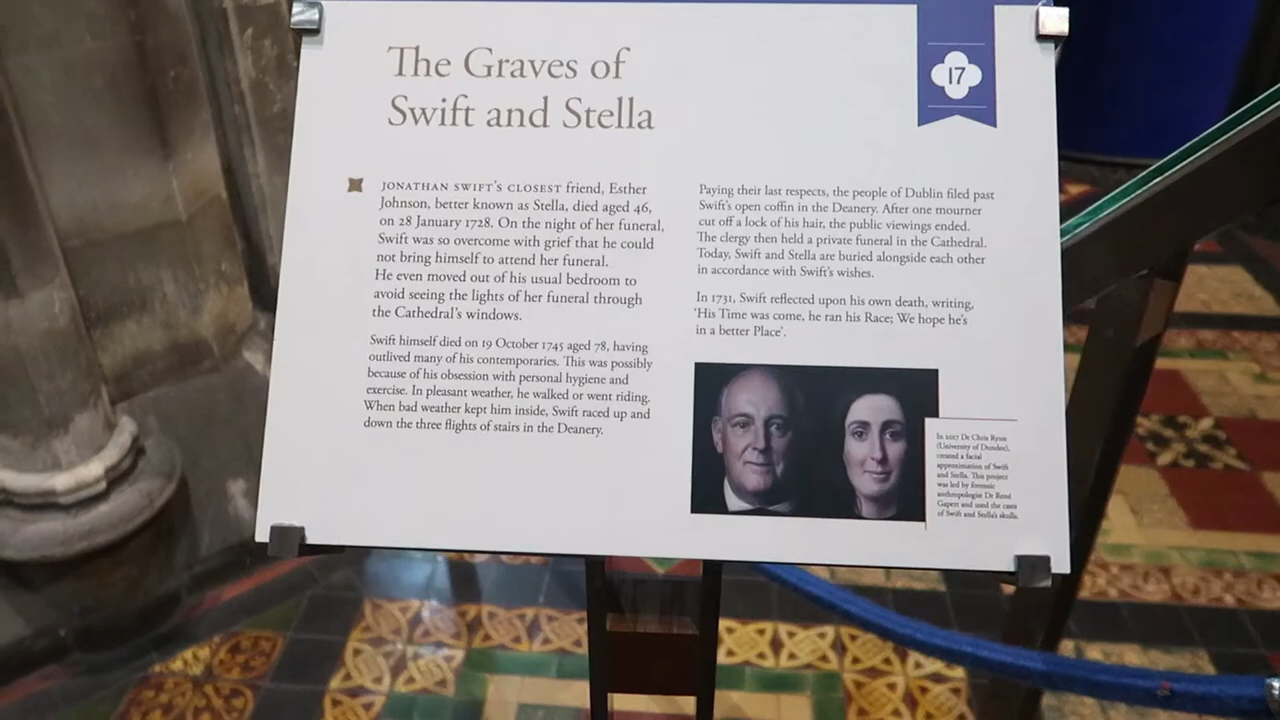 The Graves of
Swift and Stella
17
JONATHAN SWIFT'S CLOSEST friend, Esther
Johnson, better known as Stella, died aged 46,
on 28 January 1728. On the night of her funeral,
Swift was so overcome with grief that he could
not bring himself to attend her funeral.
He even moved out of his usual bedroom to
avoid seeing the lights of her funeral through
the Cathedral's windows.
Swift himself died on 19 October 1745 aged 78, having
outlived many of his contemporaries. This was possibly
because of his obsession with personal hygiene and
exercise. In pleasant weather, he walked or went riding.
When bad weather kept him inside, Swift raced up and
down the three flights of stairs in the Deanery.
Paying their last respects, the people of Dublin filed past
Swift's open coffin in the Deanery. After one mourner
cut off a lock of his hair, the public viewings ended.
The clergy then held a private funeral in the Cathedral.
Today, Swift and Stella are buried alongside each other
in accordance with Swift's wishes.
In 1731, Swift reflected upon his own death, writing,
'His Time was come, he ran his Race; We hope he's
in a better Place'.
In 2017 Dr Chris Rynn
(University of Dundee),
created a facial
approximation of Swift
and Stella. This project
was led by forensic
anthropologist Dr René
Gapert and used the casts
of Swift and Stella's skulls.